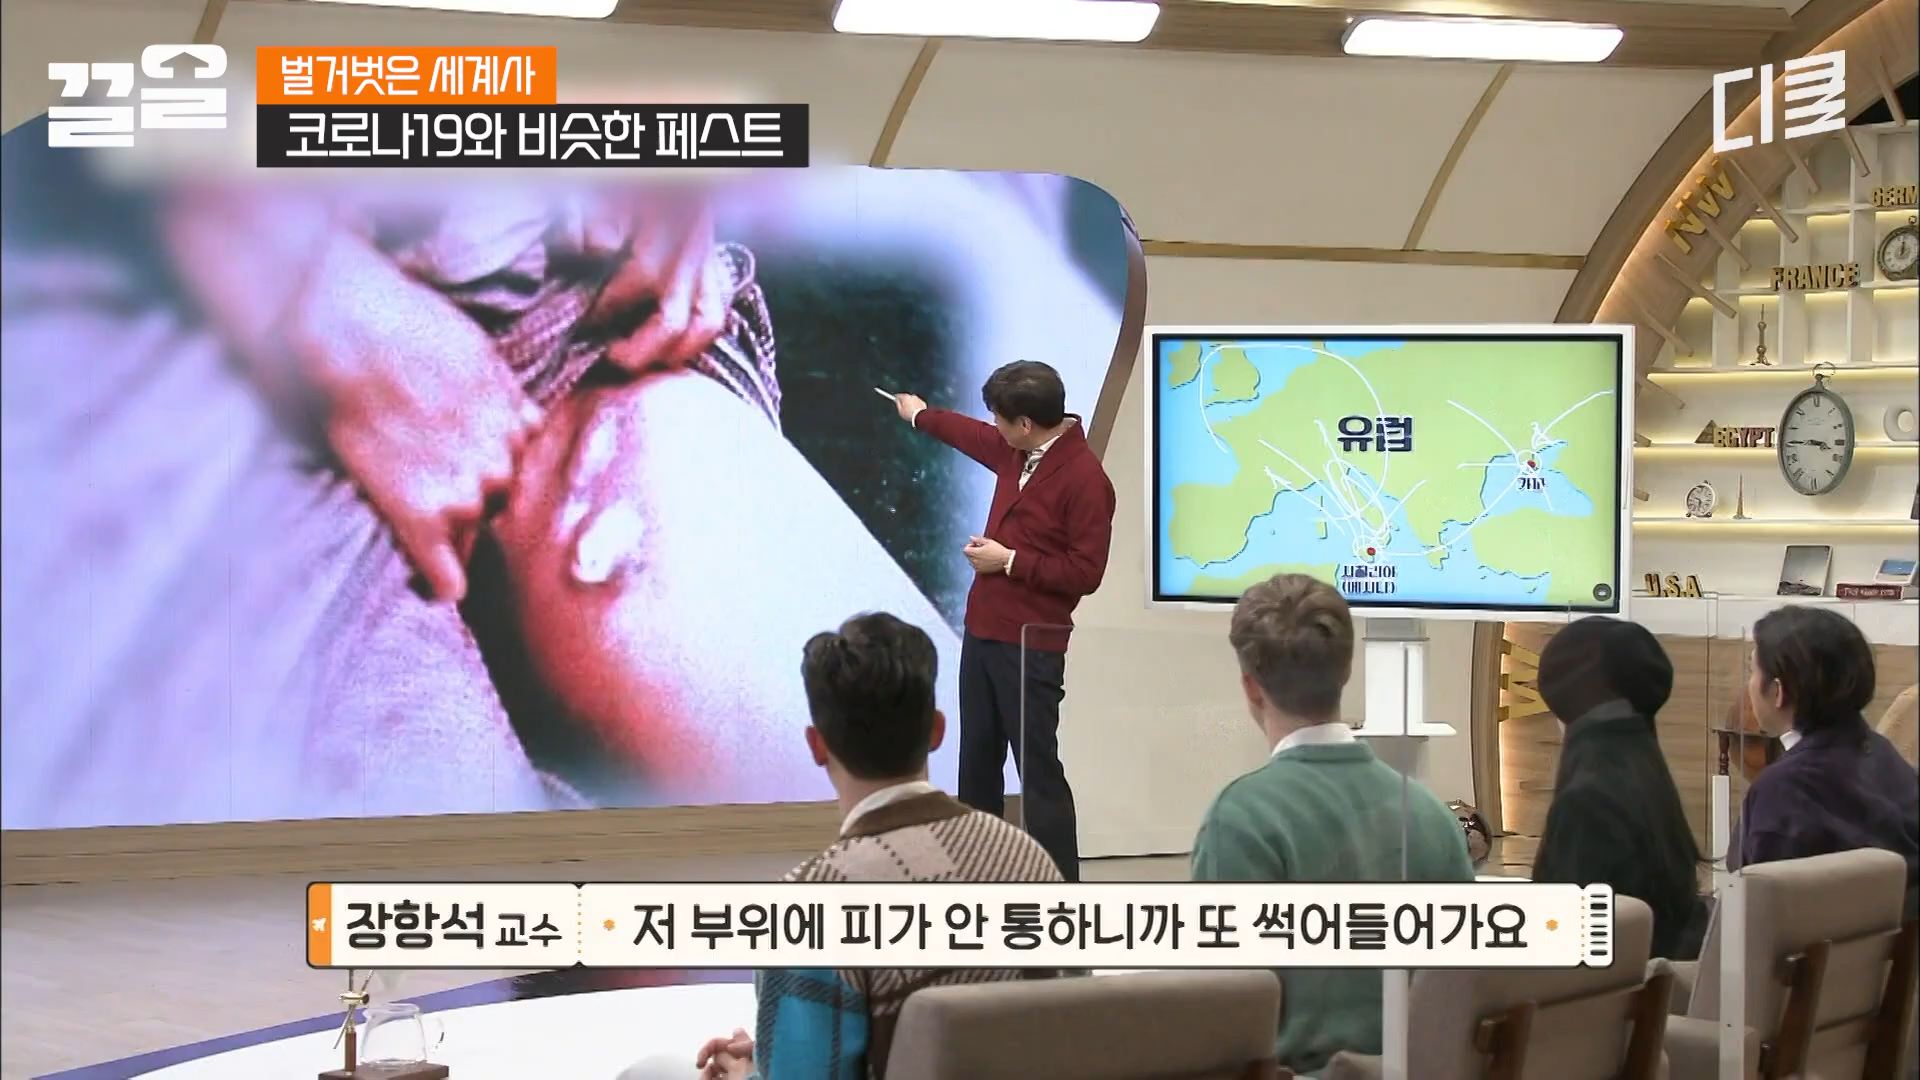 끌올
벌거벗은 세계사
코로나19와 비슷한 페스트
디클
GERM
FRANCE
EGYPT
U.S.A
유럽
카파
시칠리아
(메시나)
장항석 교수
저 부위에 피가 안 통하니까 또 썩어들어가요